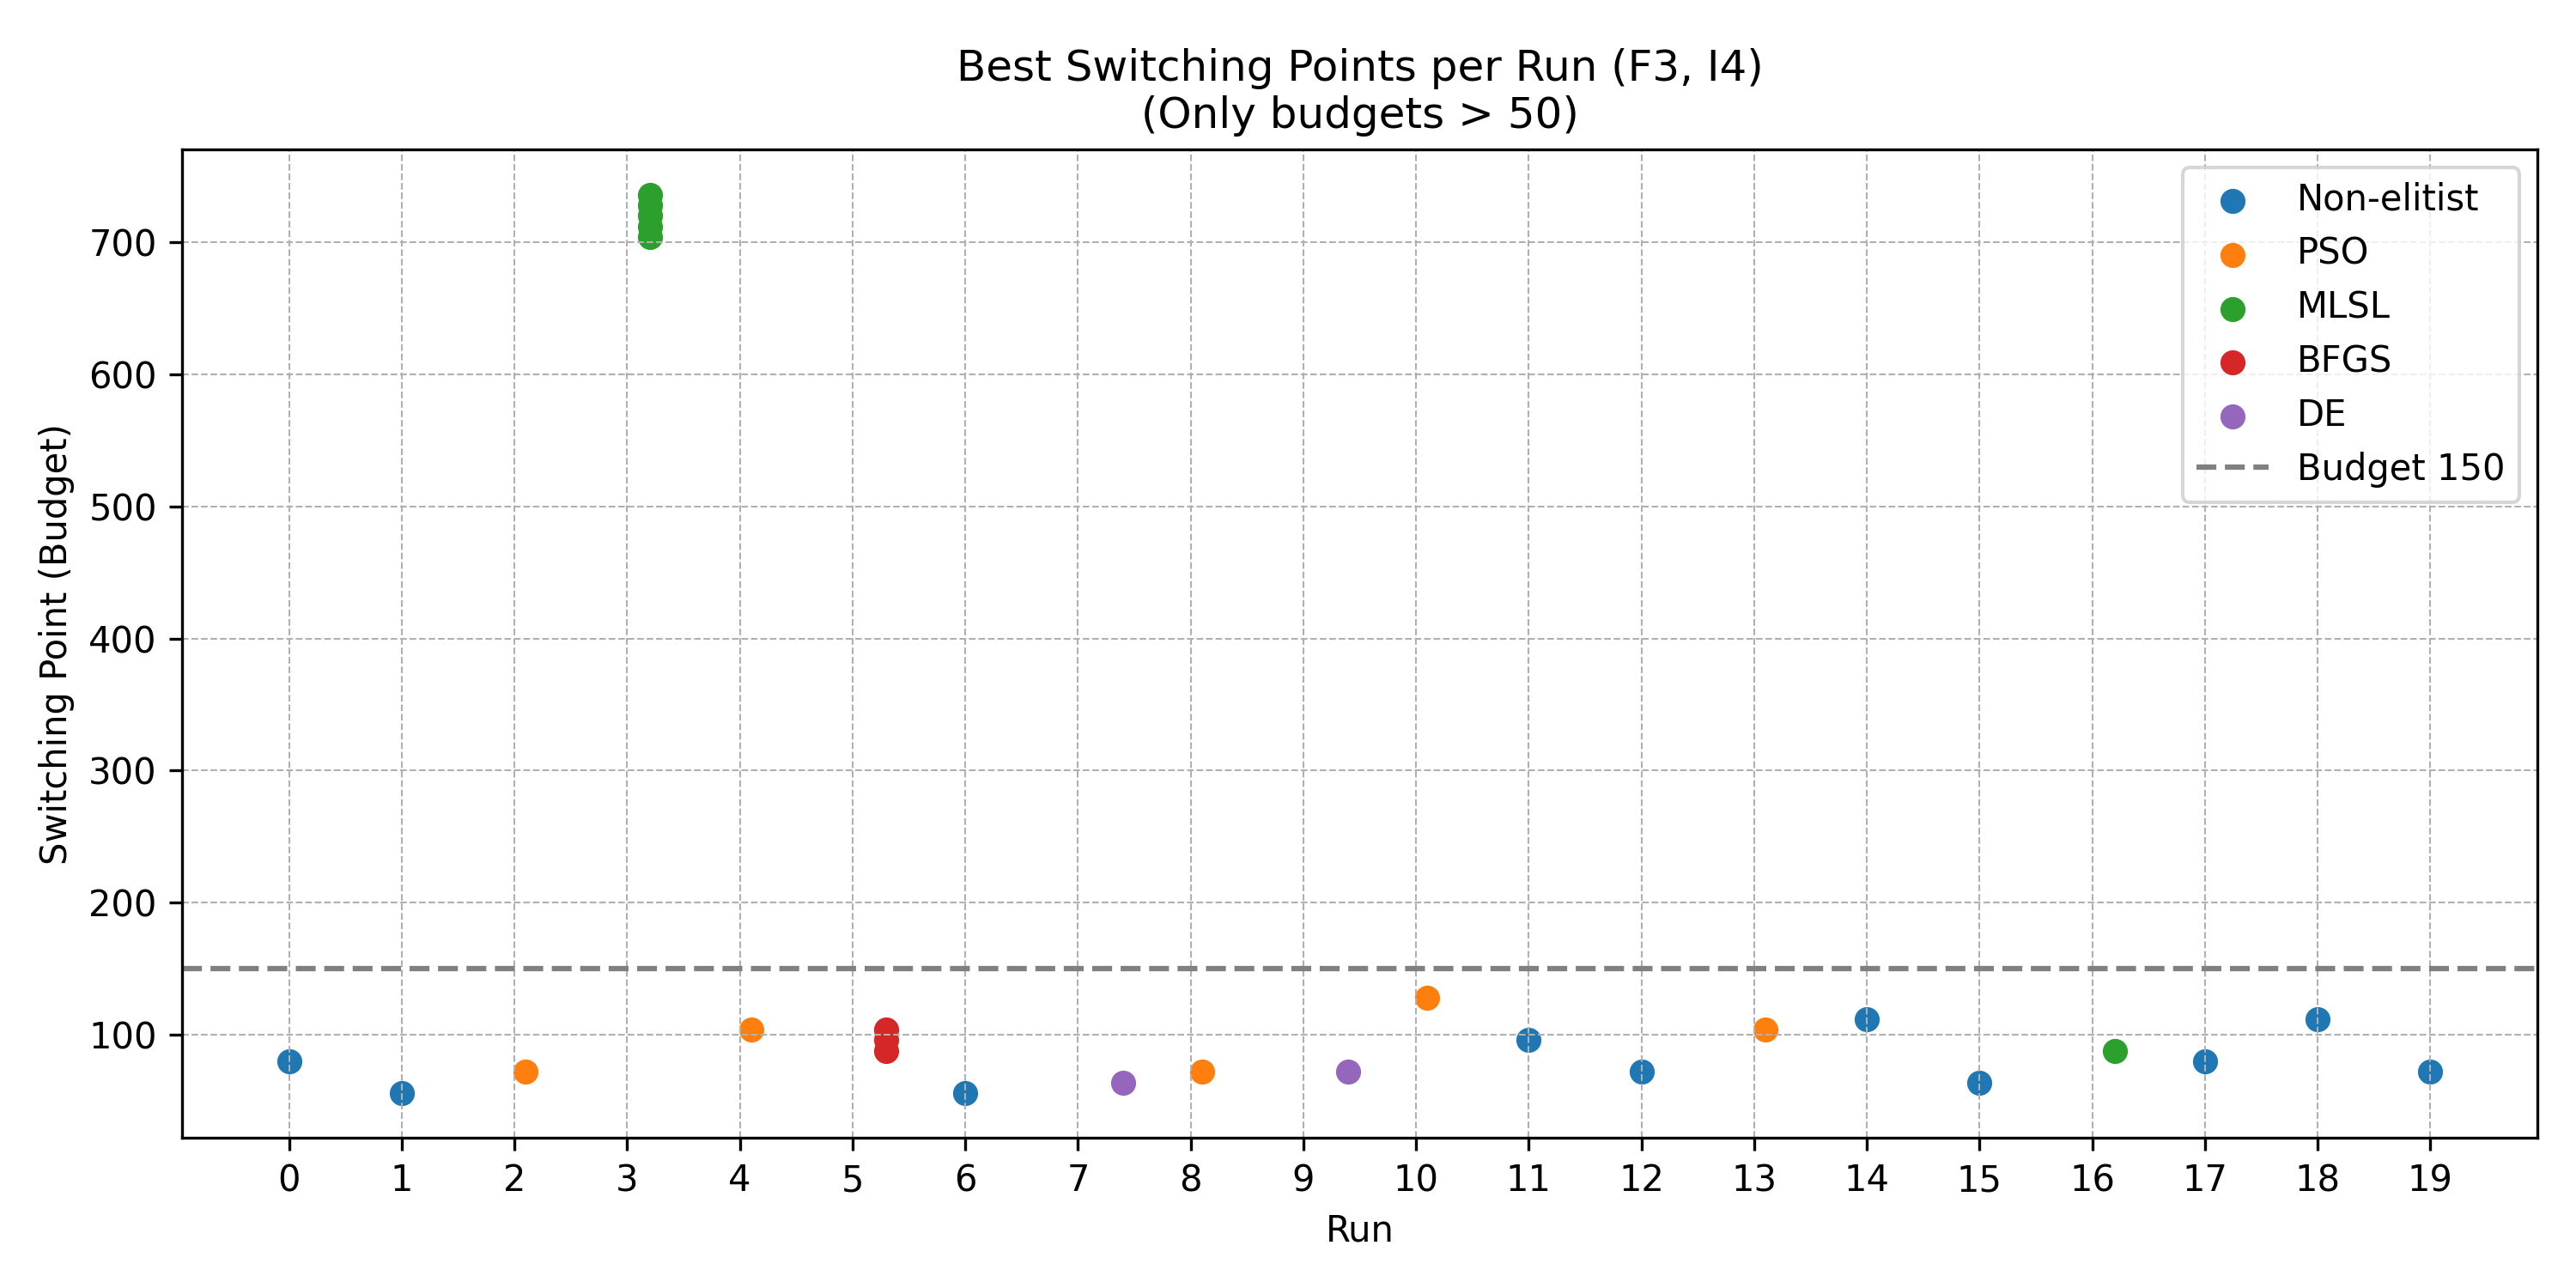 Best Switching Points per Run (F3, I4)
(Only budgets > 50)
Switching Point (Budget)
700
600
500
400
300
200
100
Non-elitist
PSO
MLSL
BFGS
DE
Budget 150
0 1 2 3 4 5 6 7 8 9 10 11 12 13 14 15 16 17 18 19
Run